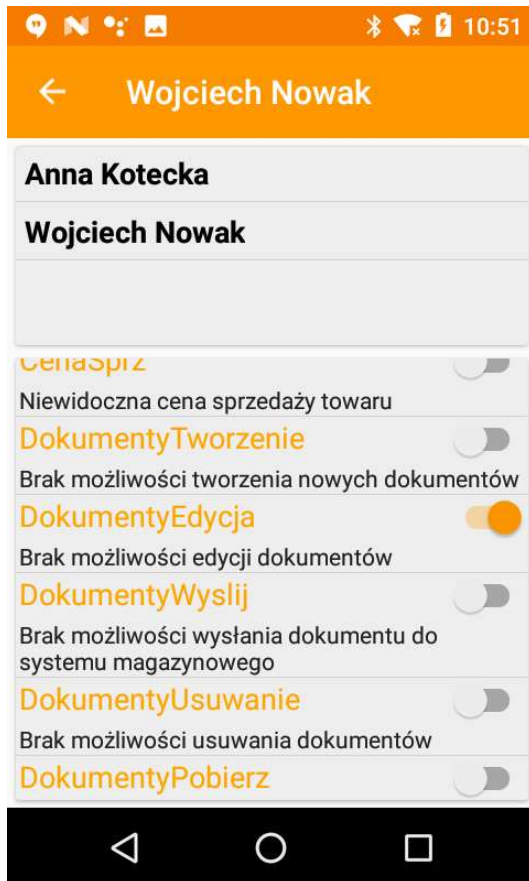 10:51
Wojciech Nowak
Anna Kotecka
Wojciech Nowak
CenaSprz
Niewidoczna cena sprzedaży towaru
DokumentyTworzenie
Brak możliwości tworzenia nowych dokumentów
DokumentyEdycja
Brak możliwości edycji dokumentów
DokumentyWyslij
Brak możliwości wysłania dokumentu do
systemu magazynowego
DokumentyUsuwanie
Brak możliwości usuwania dokumentów
DokumentyPobierz